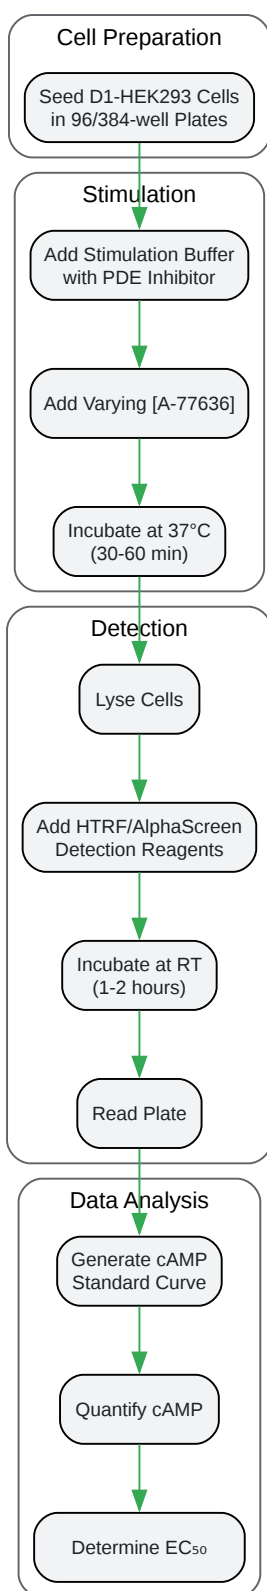 Cell Preparation
Seed D1-HEK293 Cells
in 96/384-well Plates
Stimulation
Add Stimulation Buffer
with PDE Inhibitor
Add Varying [A-77636]
Incubate at 37°C
(30-60 min)
Detection
Lyse Cells
Add HTRF/AlphaScreen
Detection Reagents
Incubate at RT
(1-2 hours)
Read Plate
Data Analysis
Generate cAMP
Standard Curve
Quantify cAMP
Determine EC₅₀